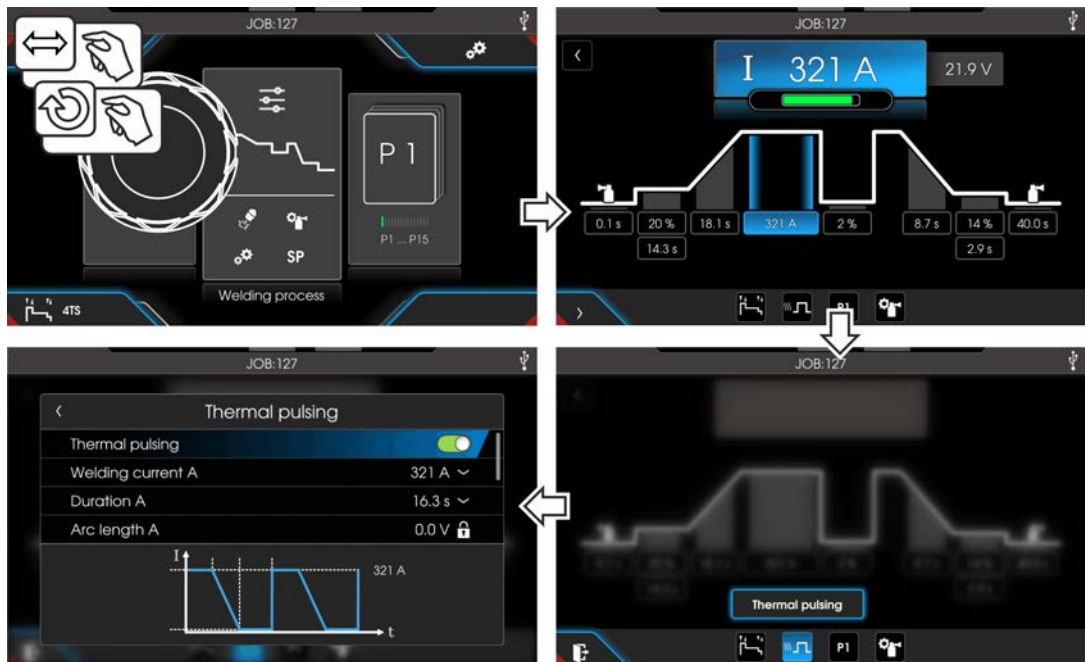 JOB:127
P 1
P1 ... P15
SP
Welding process
4TS
JOB:127
I 321 A
21.9 V
0.1 s 20 % 18.1 s 321 A 2 % 8.7 s 14 % 40.0 s
14.3 s 2.9 s
P1
JOB:127
Thermal pulsing
Thermal pulsing
Welding current A 321 A
Duration A 16.3 s
Arc length A 0.0 V
I
321 A
t
JOB:127
Thermal pulsing
P1